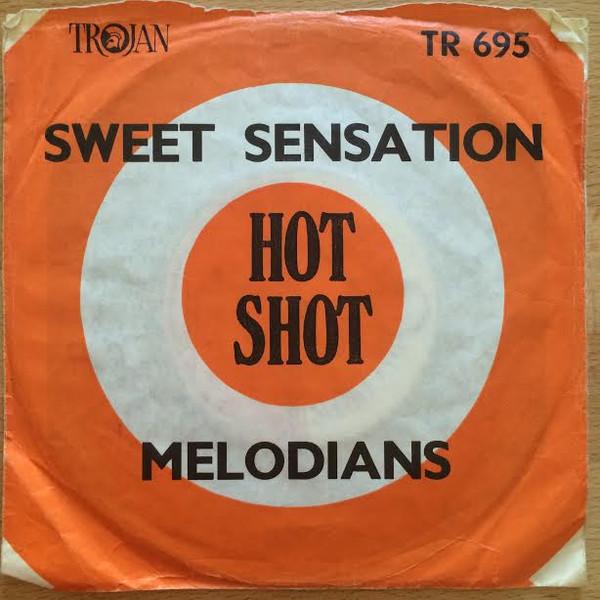 TROJAN
TR 695
SWEET SENSATION
HOT
SHOT
MELODIANS